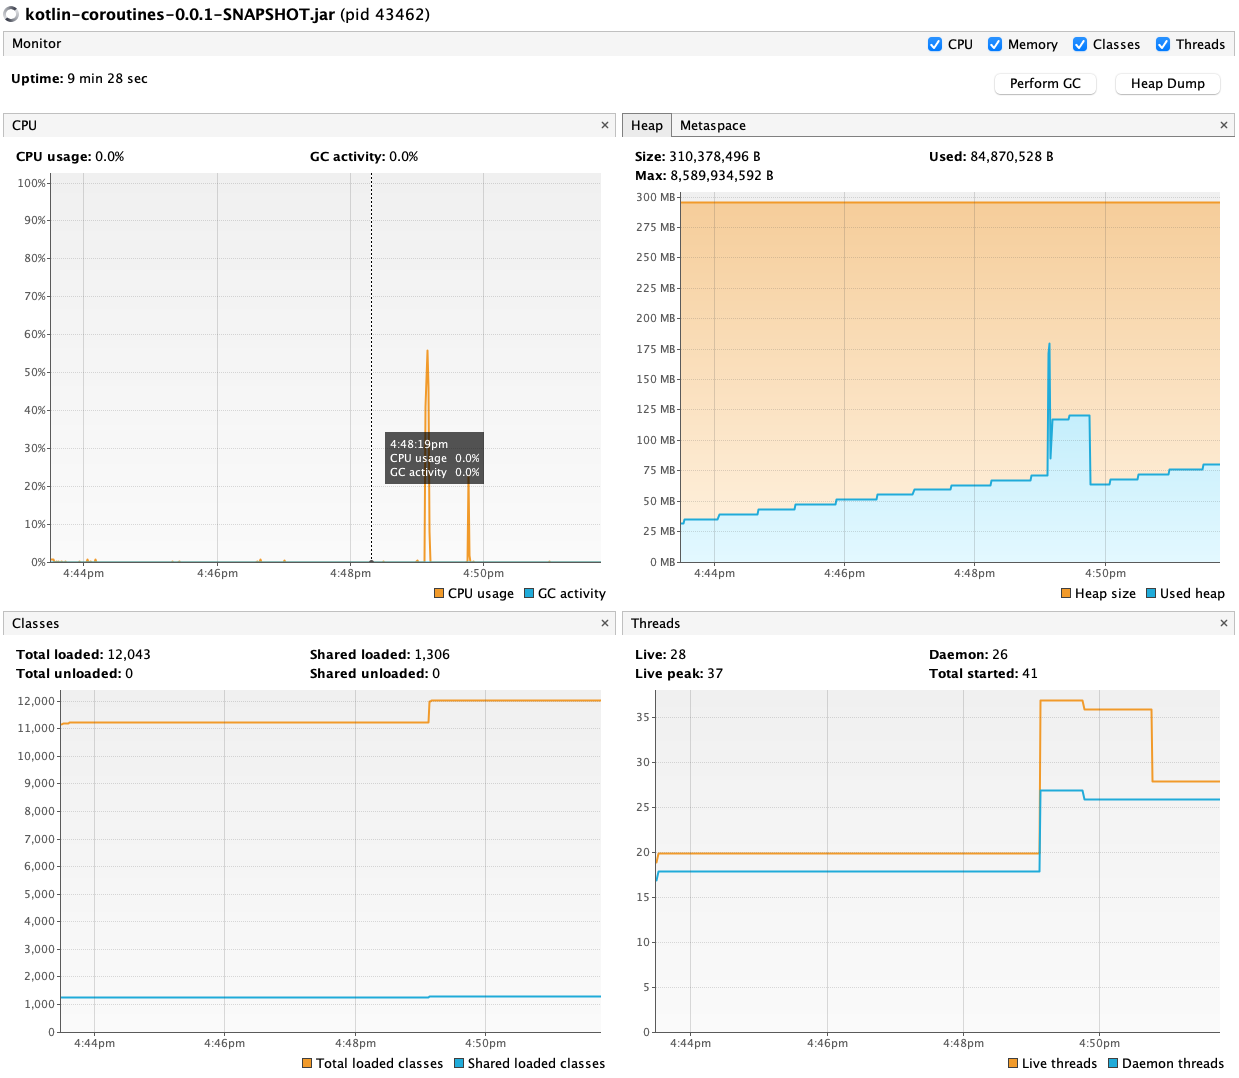 kotlin-coroutines-0.0.1-SNAPSHOT.jar (pid 43462)
Monitor
CPU Memory Classes Threads
Uptime: 9 min 28 sec
Perform GC Heap Dump
CPU ×
CPU usage: 0.0% GC activity: 0.0%
100%
90%
80%
70%
60%
50%
40%
30%
20%
10%
0%
4:48:19pm
CPU usage 0.0%
GC activity 0.0%
4:44pm 4:46pm 4:48pm 4:50pm
CPU usage GC activity
Heap Metaspace ×
Size: 310,378,496 B Used: 84,870,528 B
Max: 8,589,934,592 B
300 MB
275 MB
250 MB
225 MB
200 MB
175 MB
150 MB
125 MB
100 MB
75 MB
50 MB
25 MB
0 MB
4:44pm 4:46pm 4:48pm 4:50pm
Heap size Used heap
Classes ×
Total loaded: 12,043 Shared loaded: 1,306
Total unloaded: 0 Shared unloaded: 0
12,000
11,000
10,000
9,000
8,000
7,000
6,000
5,000
4,000
3,000
2,000
1,000
0
4:44pm 4:46pm 4:48pm 4:50pm
Total loaded classes Shared loaded classes
Threads ×
Live: 28 Daemon: 26
Live peak: 37 Total started: 41
35
30
25
20
15
10
5
0
4:44pm 4:46pm 4:48pm 4:50pm
Live threads Daemon threads